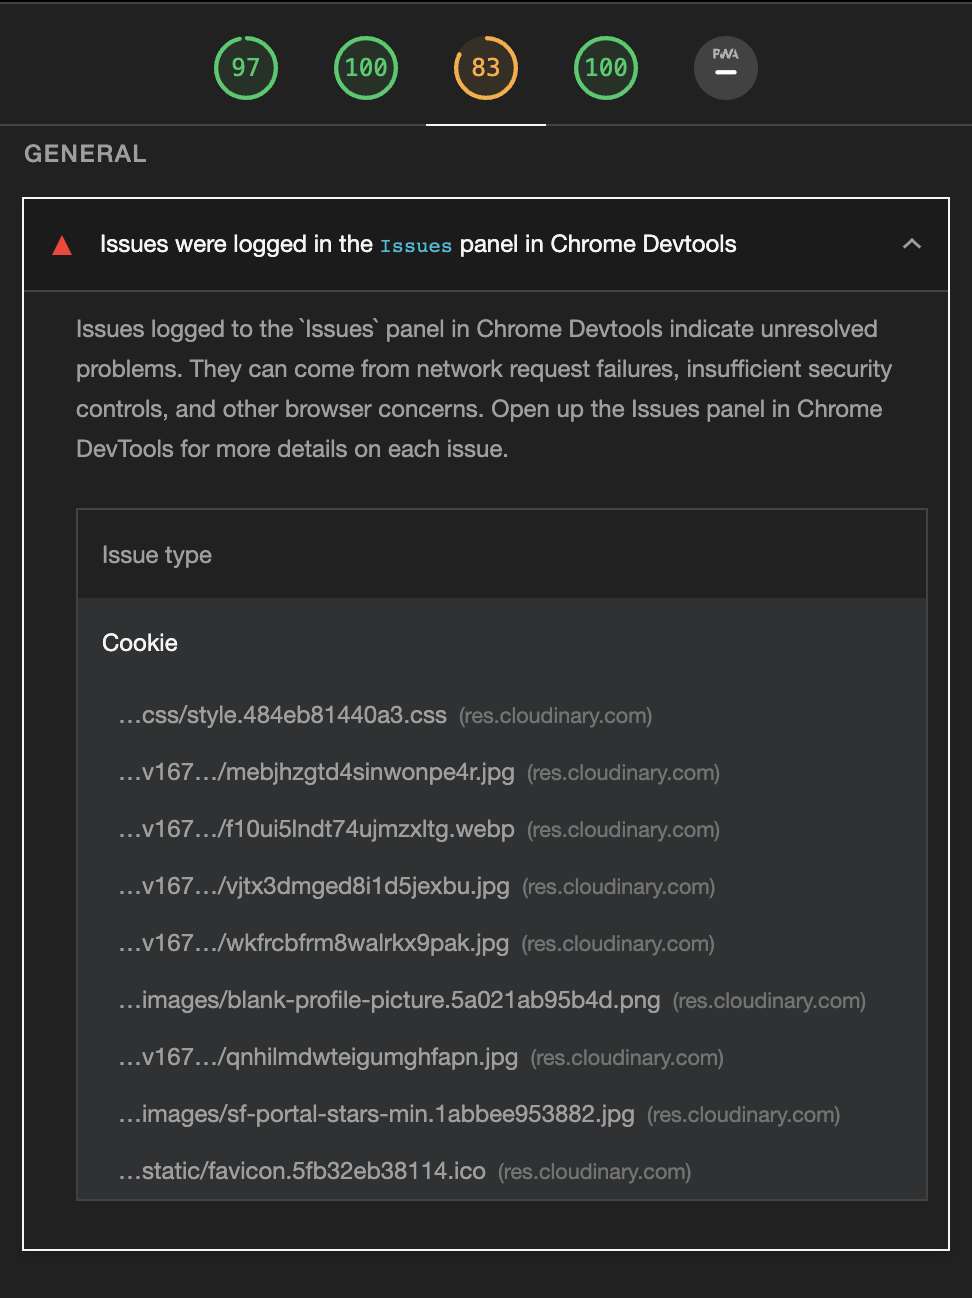 97 100 83 100 PWA
GENERAL
Issues were logged in the Issues panel in Chrome Devtools
Issues logged to the `Issues` panel in Chrome Devtools indicate unresolved
problems. They can come from network request failures, insufficient security
controls, and other browser concerns. Open up the Issues panel in Chrome
DevTools for more details on each issue.
Issue type
Cookie
…css/style.484eb81440a3.css (res.cloudinary.com)
…v167…/mebjhzgtd4sinwonpe4r.jpg (res.cloudinary.com)
…v167…/f10ui5lndt74ujmzxltg.webp (res.cloudinary.com)
…v167…/vjtx3dmged8i1d5jexbu.jpg (res.cloudinary.com)
…v167…/wkfrcbfrm8walrkx9pak.jpg (res.cloudinary.com)
…images/blank-profile-picture.5a021ab95b4d.png (res.cloudinary.com)
…v167…/qnhilmdwteigumghfapn.jpg (res.cloudinary.com)
…images/sf-portal-stars-min.1abbee953882.jpg (res.cloudinary.com)
…static/favicon.5fb32eb38114.ico (res.cloudinary.com)